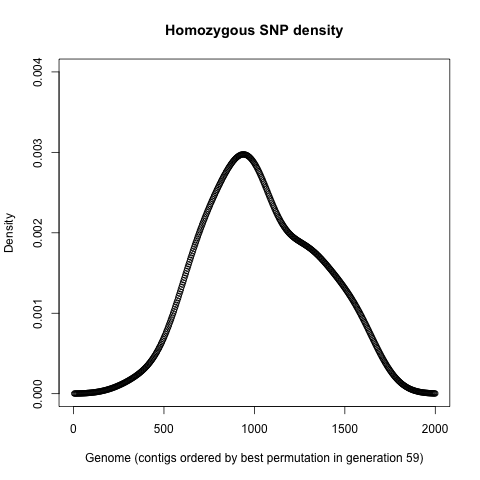 Homozygous SNP density
0.004
0.003
0.002
0.001
0.000
Density
0 500 1000 1500 2000
Genome (contigs ordered by best permutation in generation 59)